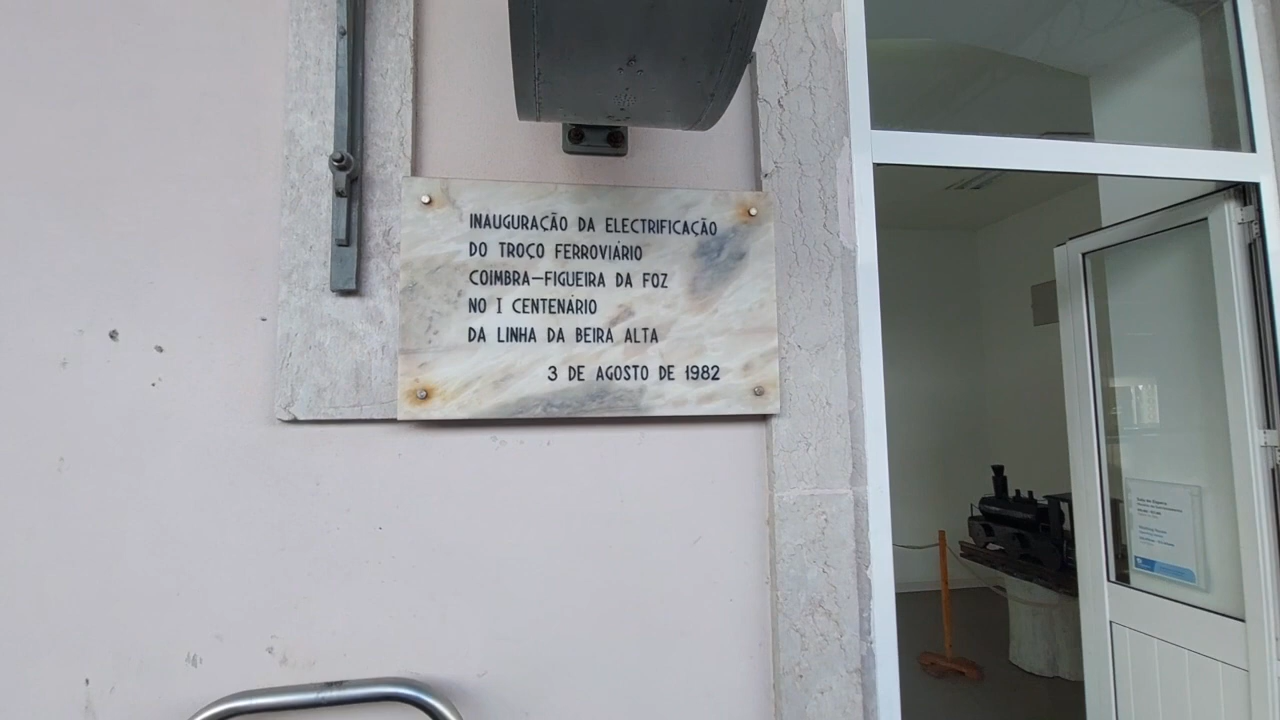 INAUGURAÇÃO DA ELECTRIFICAÇÃO
DO TROÇO FERROVIÁRIO
COIMBRA-FIGUEIRA DA FOZ
NO I CENTENÁRIO
DA LINHA DA BEIRA ALTA
3 DE AGOSTO DE 1982